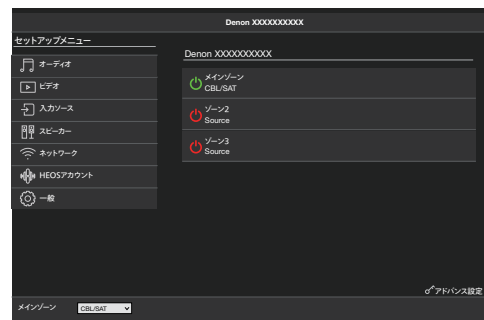 Denon XXXXXXXXXX
セットアップメニュー
オーディオ
ビデオ
入力ソース
スピーカー
ネットワーク
HEOSアカウント
一般
Denon XXXXXXXXXX
メインゾーン
CBL/SAT
ゾーン2
Source
ゾーン3
Source
アドバンス設定
メインゾーン CBL/SAT